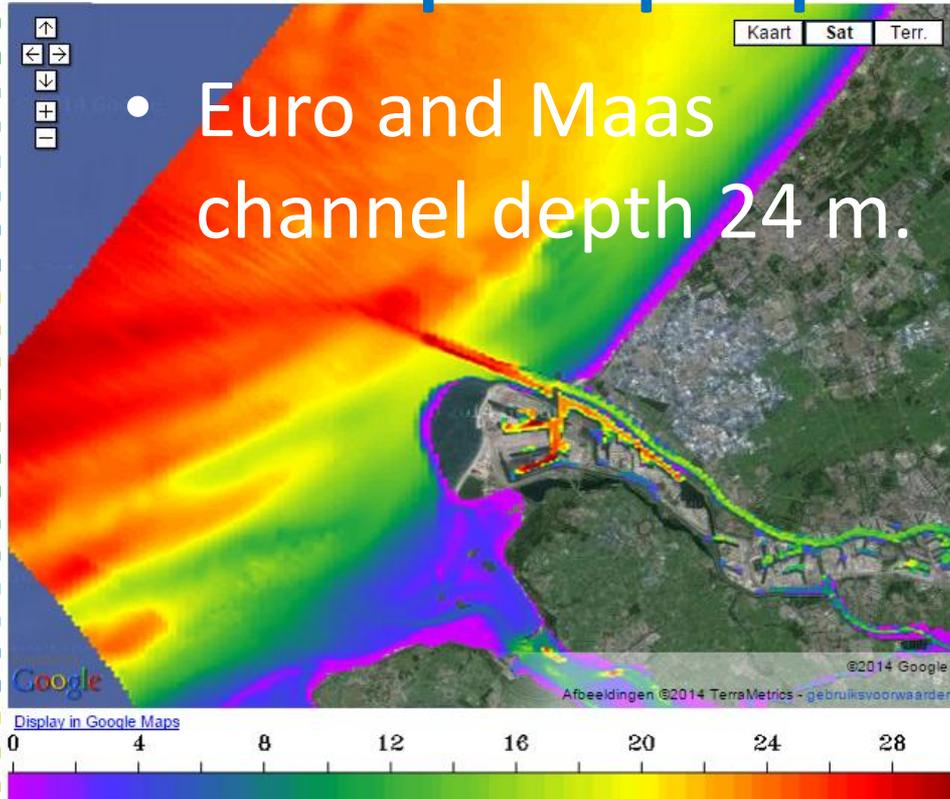 Kaart Sat Terr.
• Euro and Maas
channel depth 24 m.
Google
©2014 Google
Afbeeldingen ©2014 TerraMetrics - gebruiksvoorwaarden
Display in Google Maps
0 4 8 12 16 20 24 28